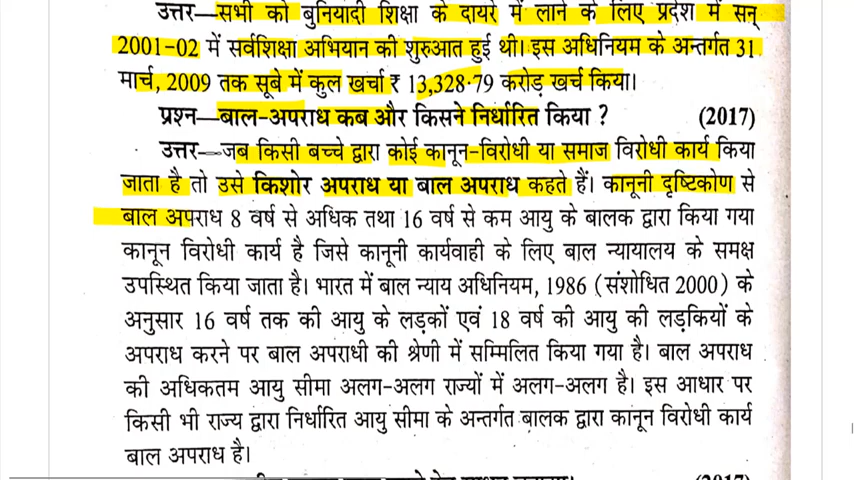 उत्तर—सभी को बुनियादी शिक्षा के दायरे में लाने के लिए प्रदेश में सन्
2001-02 में सर्वशिक्षा अभियान की शुरुआत हुई थी। इस अधिनियम के अन्तर्गत 31
मार्च, 2009 तक सूबे में कुल खर्चा ₹ 13,328·79 करोड़ खर्च किया।
प्रश्न—बाल-अपराध कब और किसने निर्धारित किया ? (2017)
उत्तर—जब किसी बच्चे द्वारा कोई कानून-विरोधी या समाज विरोधी कार्य किया
जाता है तो उसे किशोर अपराध या बाल अपराध कहते हैं। कानूनी दृष्टिकोण से
बाल अपराध 8 वर्ष से अधिक तथा 16 वर्ष से कम आयु के बालक द्वारा किया गया
कानून विरोधी कार्य है जिसे कानूनी कार्यवाही के लिए बाल न्यायालय के समक्ष
उपस्थित किया जाता है। भारत में बाल न्याय अधिनियम, 1986 (संशोधित 2000) के
अनुसार 16 वर्ष तक की आयु के लड़कों एवं 18 वर्ष की आयु की लड़कियों के
अपराध करने पर बाल अपराधी की श्रेणी में सम्मिलित किया गया है। बाल अपराध
की अधिकतम आयु सीमा अलग-अलग राज्यों में अलग-अलग है। इस आधार पर
किसी भी राज्य द्वारा निर्धारित आयु सीमा के अन्तर्गत बालक द्वारा कानून विरोधी कार्य
बाल अपराध है।
(2017)